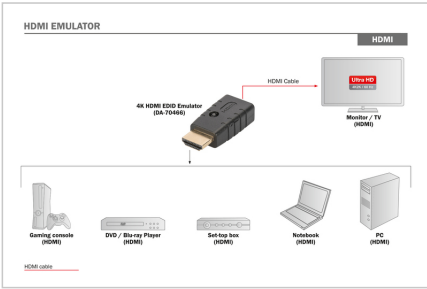 HDMI EMULATOR
HDMI
HDMI Cable
Ultra HD
4K HDMI EDID Emulator
(DA-70466)
Monitor / TV
(HDMI)
Gaming console
(HDMI)
DVD / Blu-ray Player
(HDMI)
Set-top box
(HDMI)
Notebook
(HDMI)
PC
(HDMI)
HDMI cable